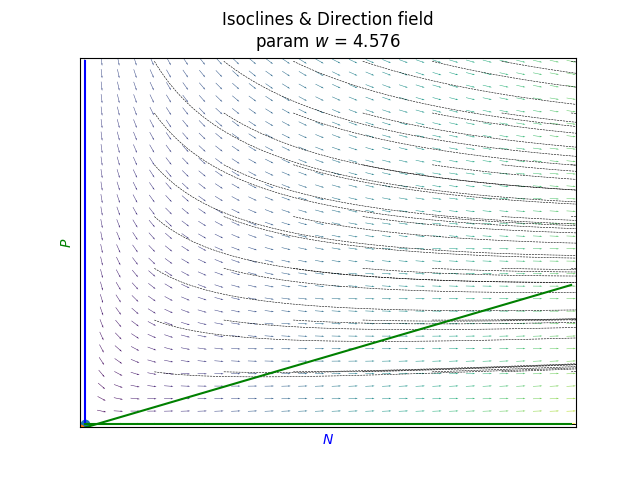 Isoclines & Direction field
param w = 4.576
P
N